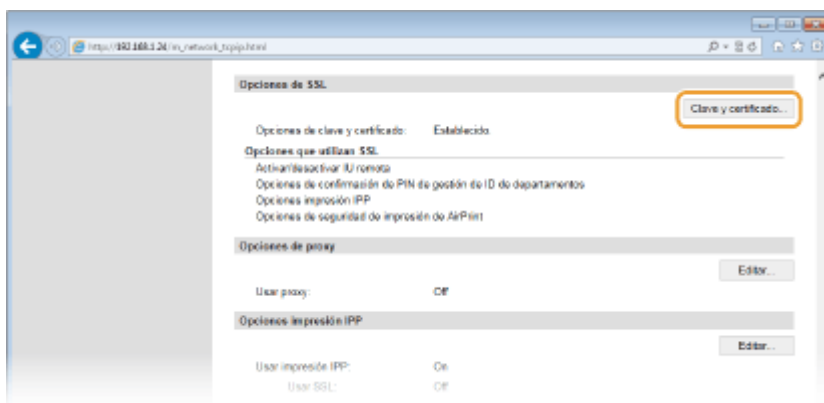 http://192.168.1.24/m_network_tcpip.html
Opciones de SSL
Clave y certificado...
Opciones de clave y certificado: Establecido.
Opciones que utilizan SSL
Activar/desactivar IU remota
Opciones de confirmación de PIN de gestión de ID de departamentos
Opciones impresión IPP
Opciones de seguridad de impresión de AirPrint
Opciones de proxy
Editar...
Usar proxy: Off
Opciones impresión IPP
Editar...
Usar impresión IPP: On
Usar SSL: Off